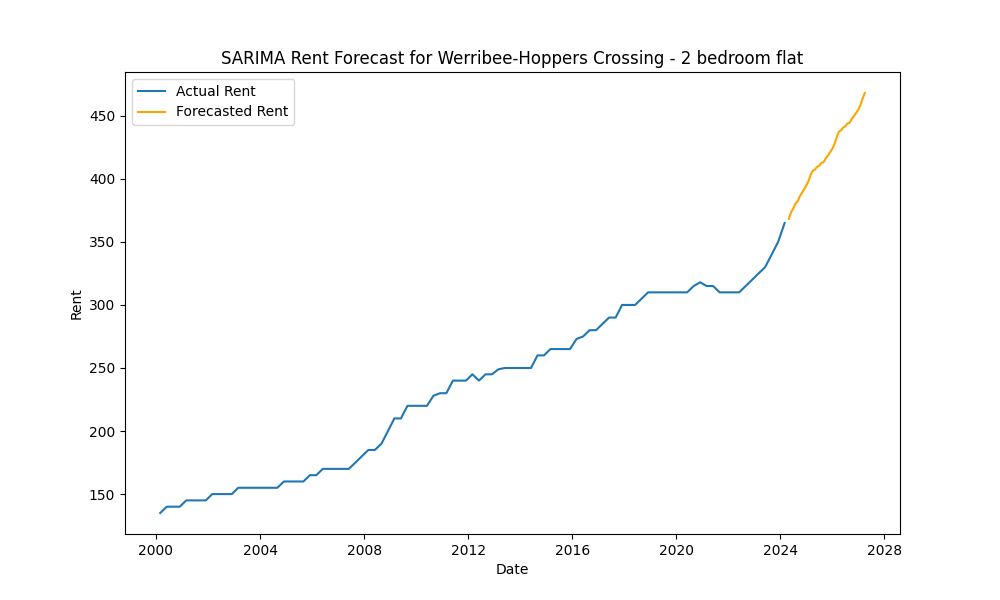 SARIMA Rent Forecast for Werribee-Hoppers Crossing - 2 bedroom flat
Actual Rent
Forecasted Rent
450
400
350
300
250
200
150
Rent
2000 2004 2008 2012 2016 2020 2024 2028
Date